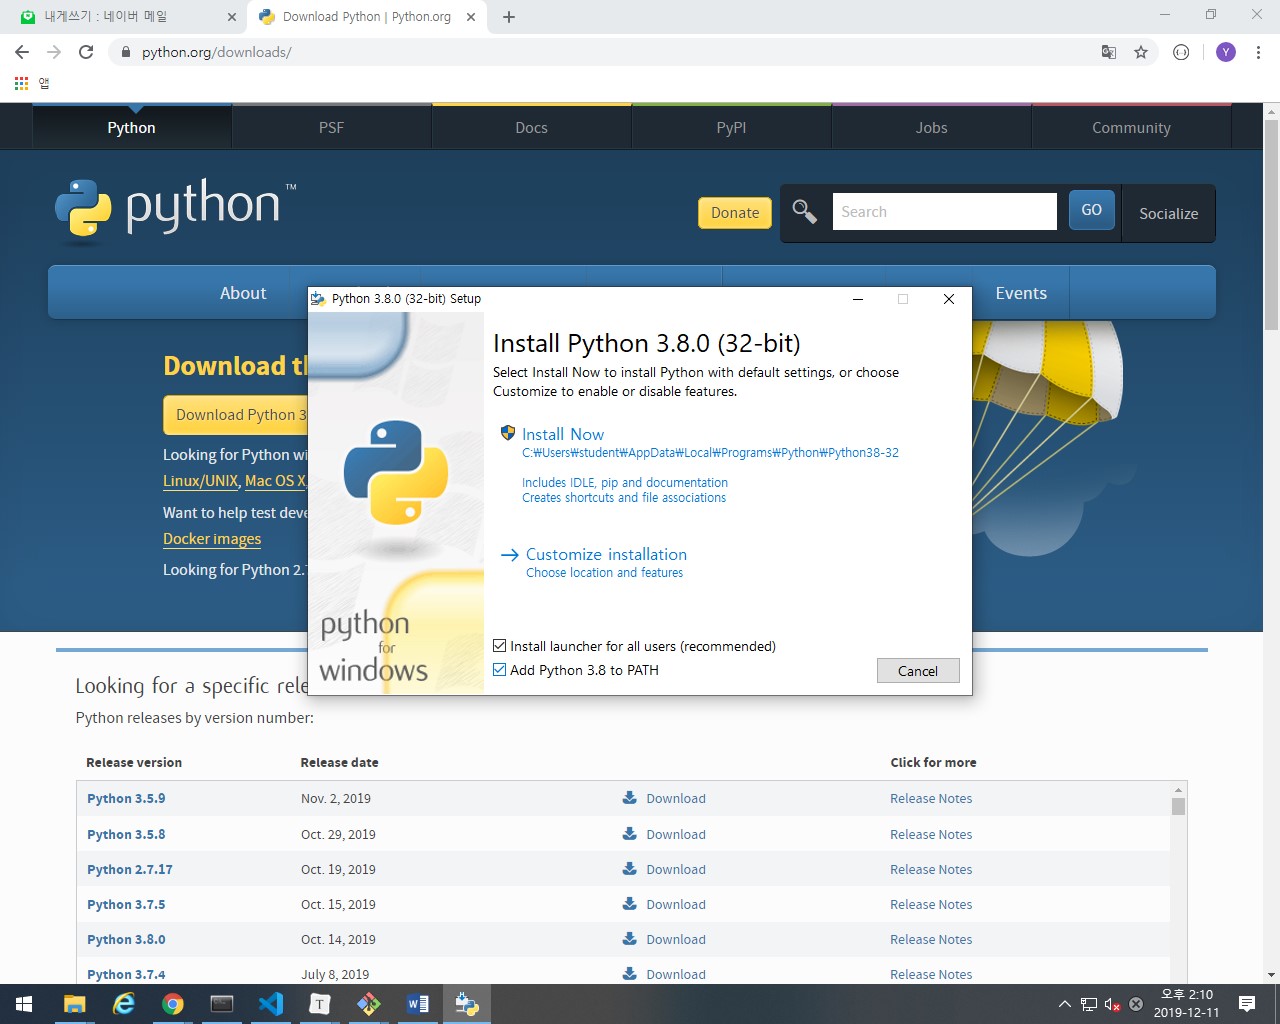 내게쓰기 : 네이버 메일
Download Python | Python.org
python.org/downloads/
Y
앱
Python
PSF
Docs
PyPI
Jobs
Community
python™
Donate
Search
GO
Socialize
About
Events
Download th
Download Python 3
Looking for Python wi
Linux/UNIX, Mac OS X,
Want to help test deve
Docker images
Looking for Python 2.7
Python 3.8.0 (32-bit) Setup
Install Python 3.8.0 (32-bit)
Select Install Now to install Python with default settings, or choose
Customize to enable or disable features.
Install Now
C:₩Users₩student₩AppData₩Local₩Programs₩Python₩Python38-32
Includes IDLE, pip and documentation
Creates shortcuts and file associations
Customize installation
Choose location and features
python
for
windows
Install launcher for all users (recommended)
Add Python 3.8 to PATH
Cancel
Looking for a specific rele
Python releases by version number:
Release version Release date Click for more
Python 3.5.9 Nov. 2, 2019 Download Release Notes
Python 3.5.8 Oct. 29, 2019 Download Release Notes
Python 2.7.17 Oct. 19, 2019 Download Release Notes
Python 3.7.5 Oct. 15, 2019 Download Release Notes
Python 3.8.0 Oct. 14, 2019 Download Release Notes
Python 3.7.4 July 8, 2019 Download Release Notes
T
오후 2:10
2019-12-11